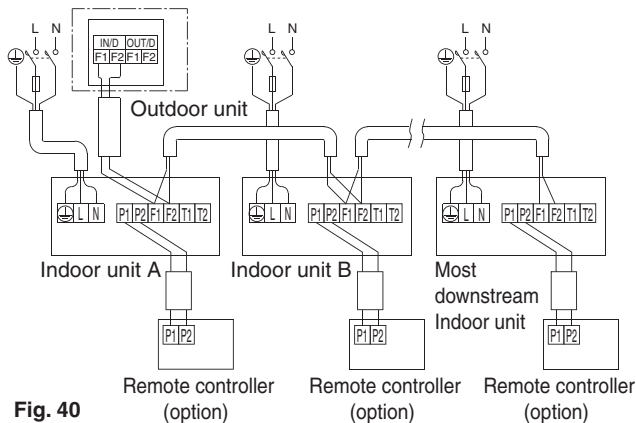 L N
L N
L N
IN/D OUT/D
F1 F2 F1 F2
Outdoor unit
L N
P1 P2 F1 F2 T1 T2
L N
P1 P2 F1 F2 T1 T2
L N
P1 P2 F1 F2 T1 T2
Indoor unit A
Indoor unit B
Most
downstream
Indoor unit
P1 P2
P1 P2
P1 P2
Remote controller
(option)
Remote controller
(option)
Remote controller
(option)
Fig. 40